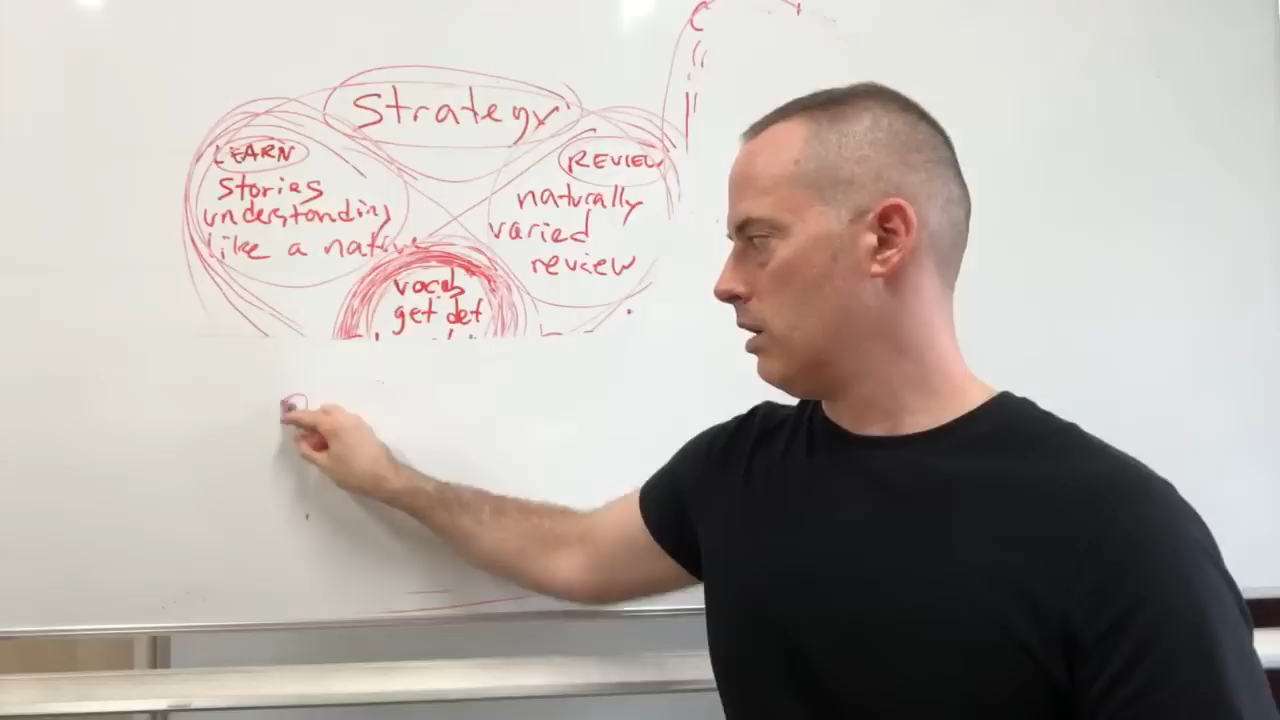 Strategy
LEARN
stories
understanding
like a native
REVIEW
naturally
varied
review
vocab
get def